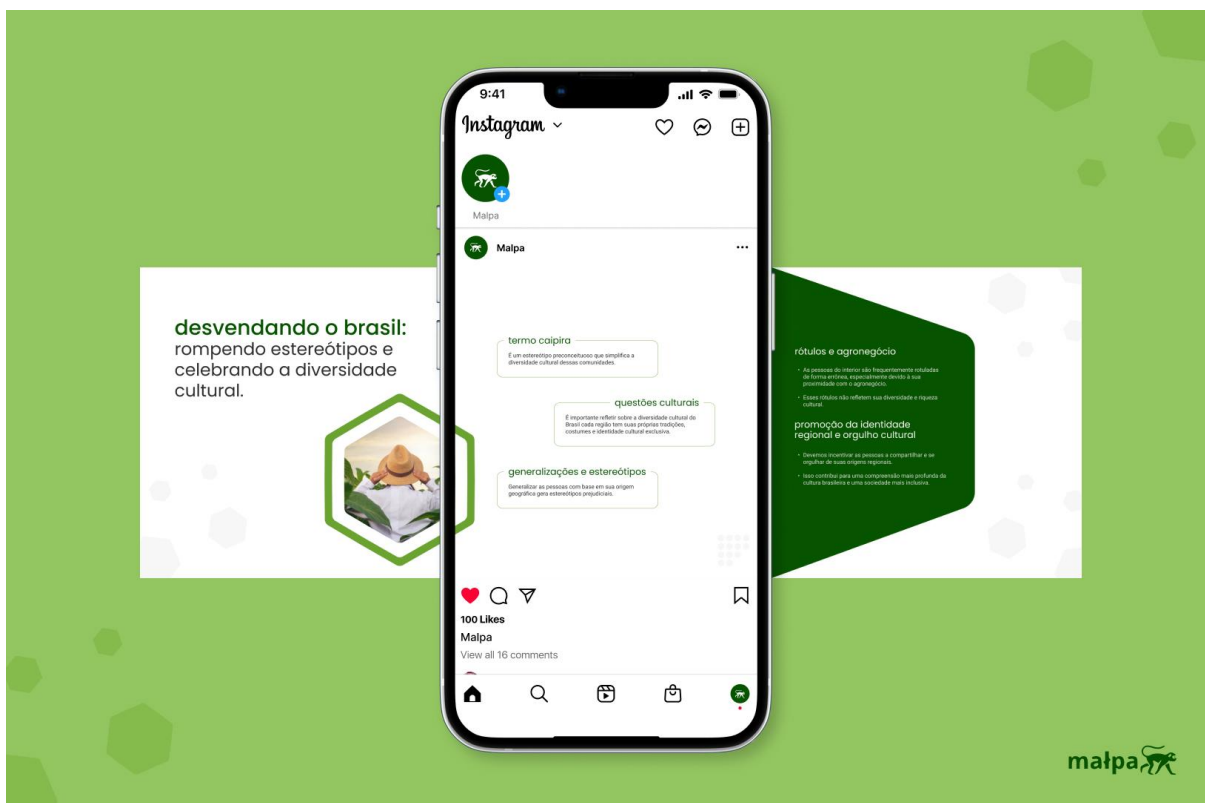 9:41
Instagram
Malpa
Malpa
desvendando o brasil:
rompendo estereótipos e
celebrando a diversidade
cultural.
termo caipira
É um estereótipo preconceituoso que simplifica a
diversidade cultural dessas comunidades.
questões culturais
É importante refletir sobre a diversidade cultural do
Brasil cada região tem suas próprias tradições,
costumes e identidade cultural exclusiva.
generalizações e estereótipos
Generalizar as pessoas com base em sua origem
geográfica gera estereótipos prejudiciais.
rótulos e agronegócio
• As pessoas do interior são frequentemente rotuladas
de forma errônea, especialmente devido à sua
proximidade com o agronegócio.
• Esses rótulos não refletem sua diversidade e riqueza
cultural.
promoção da identidade
regional e orgulho cultural
• Devemos incentivar as pessoas a compartilhar e se
orgulhar de suas origens regionais.
• Isso contribui para uma compreensão mais profunda da
cultura brasileira e uma sociedade mais inclusiva.
100 Likes
Malpa
View all 16 comments
małpa